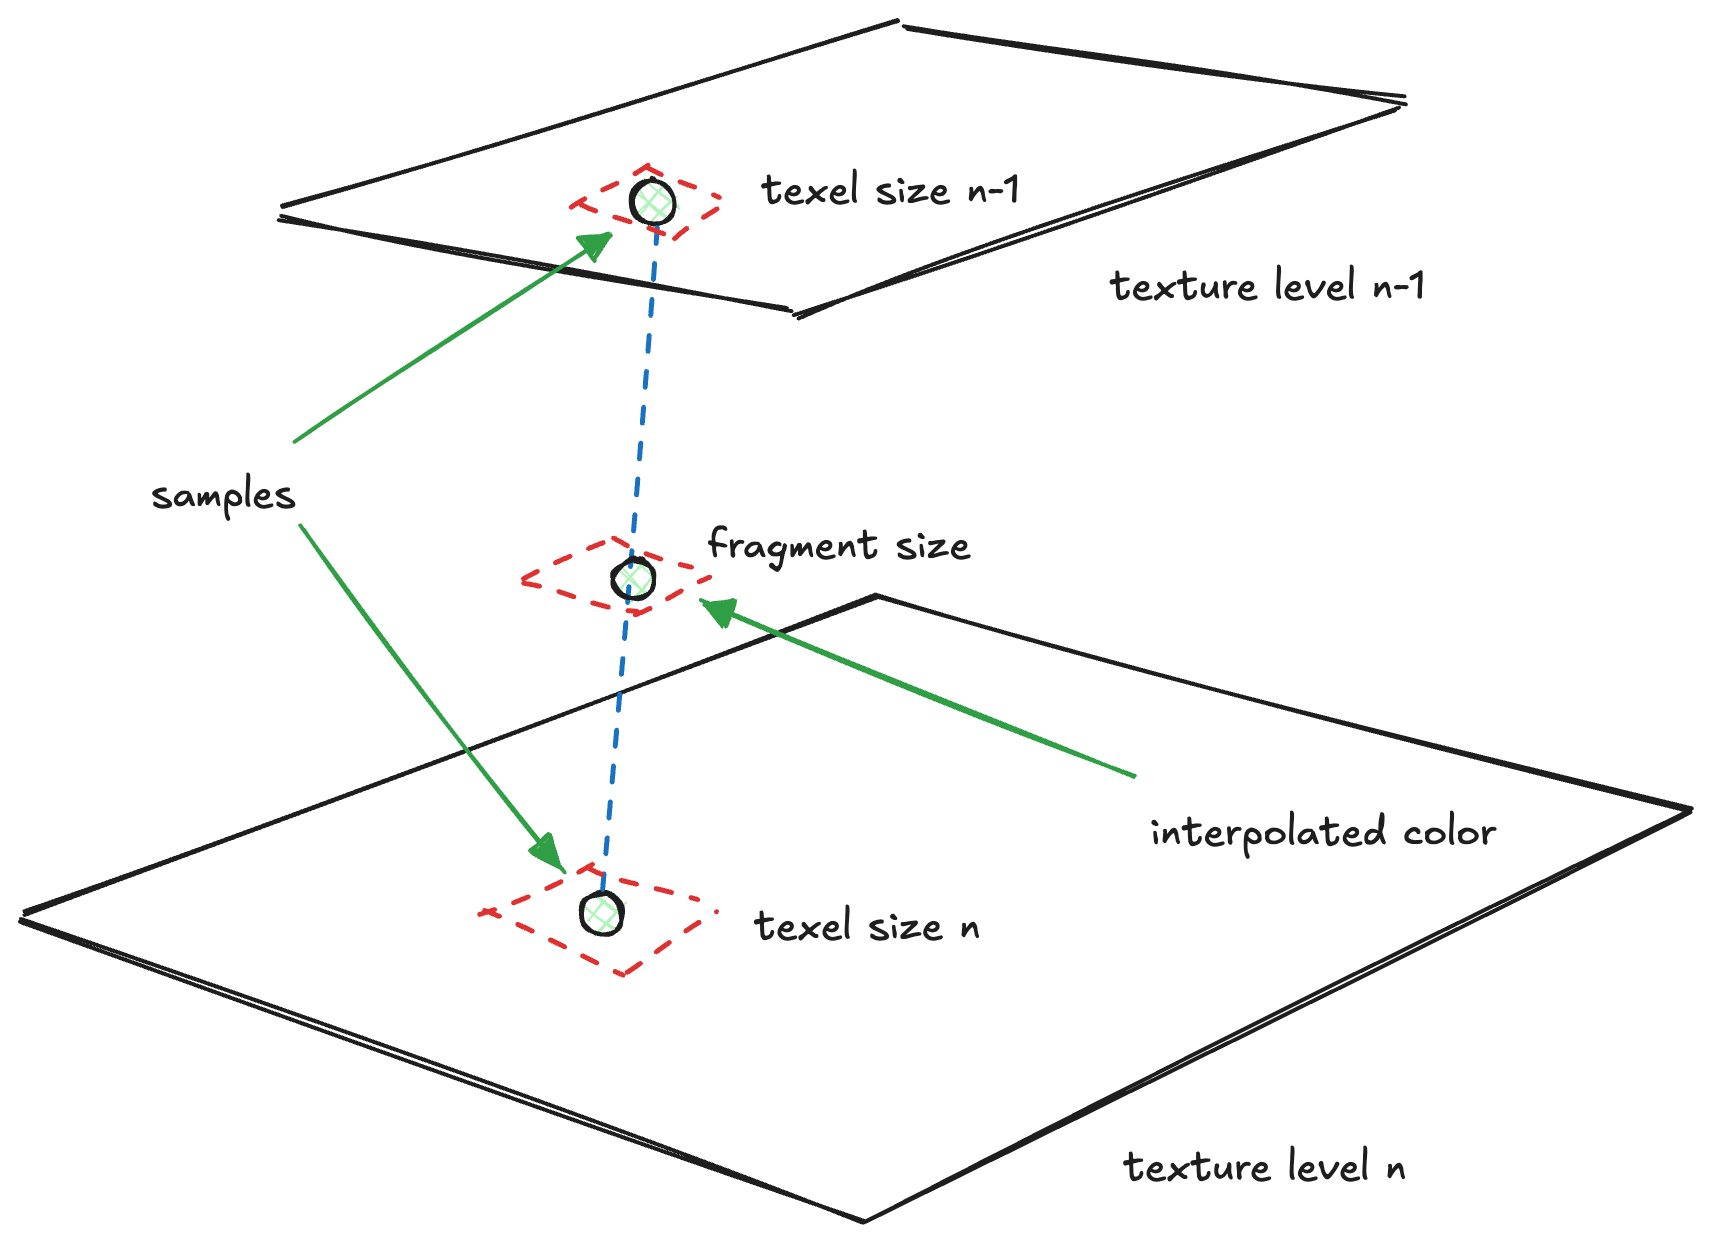 texel size n-1
texture level n-1
samples
fragment size
interpolated color
texel size n
texture level n